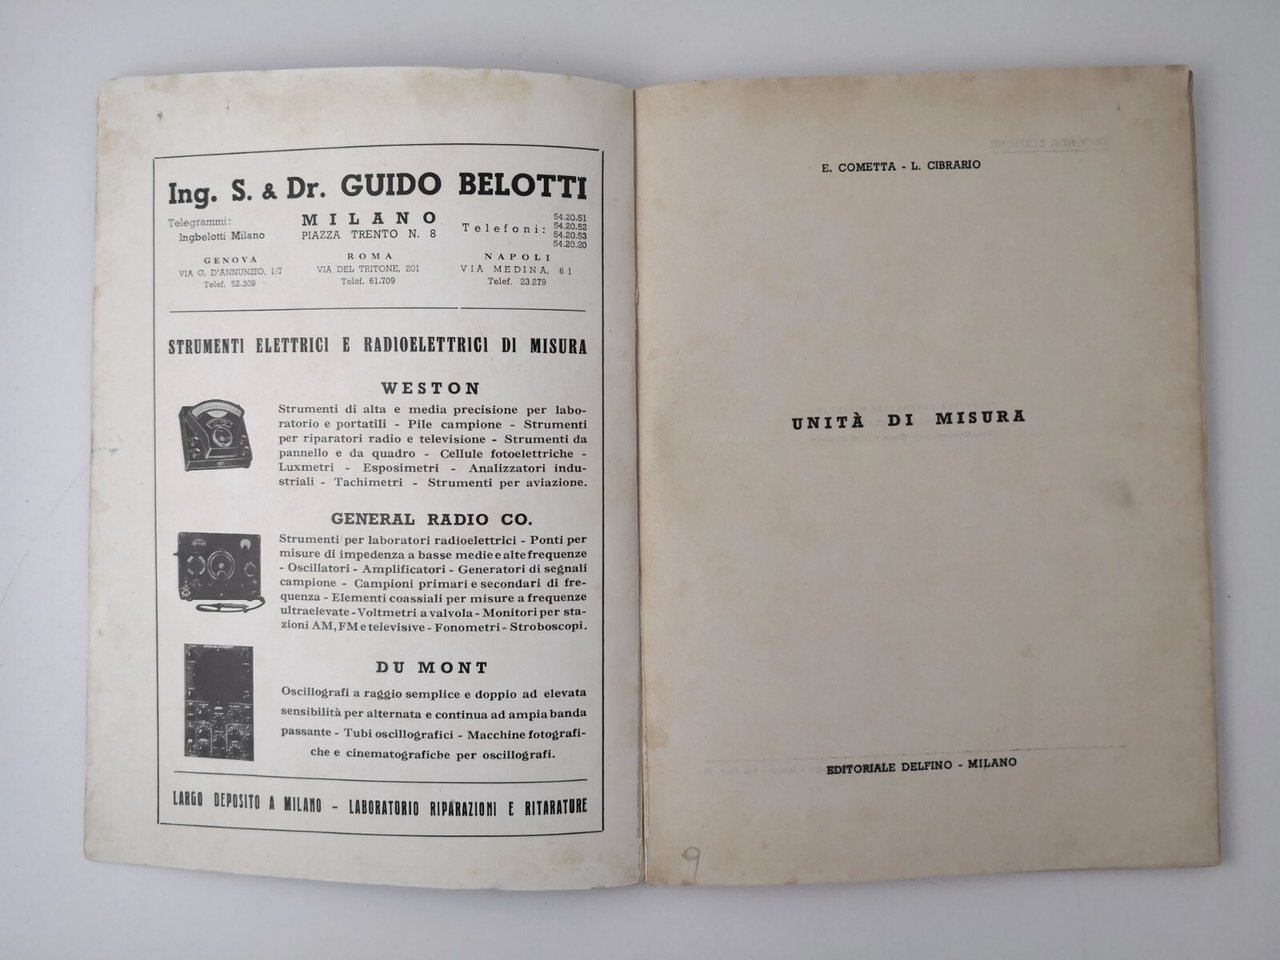 Ing. S. & Dr. GUIDO BELOTTI
Telegrammi:
Ingbelotti Milano
MILANO
PIAZZA TRENTO N. 8
Telefoni:
54.20.51
54.20.52
54.20.53
54.20.20
GENOVA
VIA G. D'ANNUNZIO, 1/7
Telef. 52.309
ROMA
VIA DEL TRITONE, 201
Telef. 61.709
NAPOLI
VIA MEDINA, 61
Telef. 23.279
STRUMENTI ELETTRICI E RADIOELETTRICI DI MISURA
WESTON
Strumenti di alta e media precisione per labo-
ratorio e portatili - Pile campione - Strumenti
per riparatori radio e televisione - Strumenti da
pannello e da quadro - Cellule fotoelettriche -
Luxmetri - Esposimetri - Analizzatori indu-
striali - Tachimetri - Strumenti per aviazione.
GENERAL RADIO CO.
Strumenti per laboratori radioelettrici - Ponti per
misure di impedenza a basse medie e alte frequenze
- Oscillatori - Amplificatori - Generatori di segnali
campione - Campioni primari e secondari di fre-
quenza - Elementi coassiali per misure a frequenze
ultraelevate - Voltmetri a valvola - Monitori per sta-
zioni AM, FM e televisive - Fonometri - Stroboscopi.
DU MONT
Oscillografi a raggio semplice e doppio ad elevata
sensibilità per alternata e continua ad ampia banda
passante - Tubi oscillografici - Macchine fotografi-
che e cinematografiche per oscillografi.
LARGO DEPOSITO A MILANO - LABORATORIO RIPARAZIONI E RITARATURE
E. COMETTA - L. CIBRARIO
UNITÀ DI MISURA
EDITORIALE DELFINO - MILANO
9